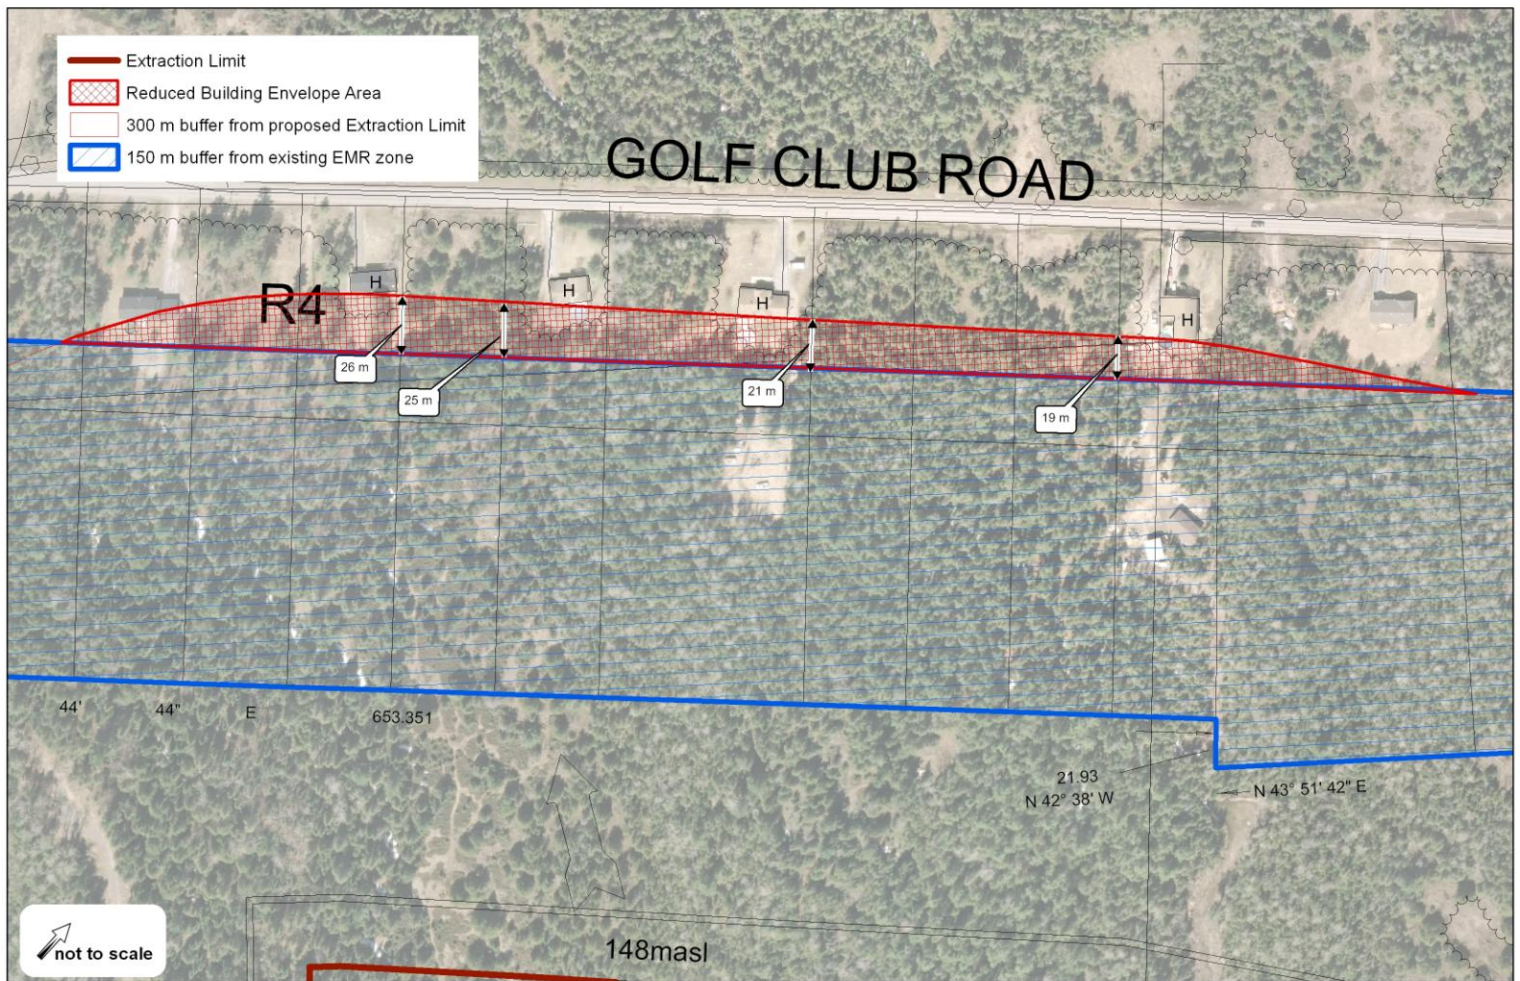 Extraction Limit
Reduced Building Envelope Area
300 m buffer from proposed Extraction Limit
150 m buffer from existing EMR zone
GOLF CLUB ROAD
H
H
H
H
R4
26 m
25 m
21 m
19 m
44' 44" E 653.351
21.93
N 42° 38' W
N 43° 51' 42" E
148masl
not to scale